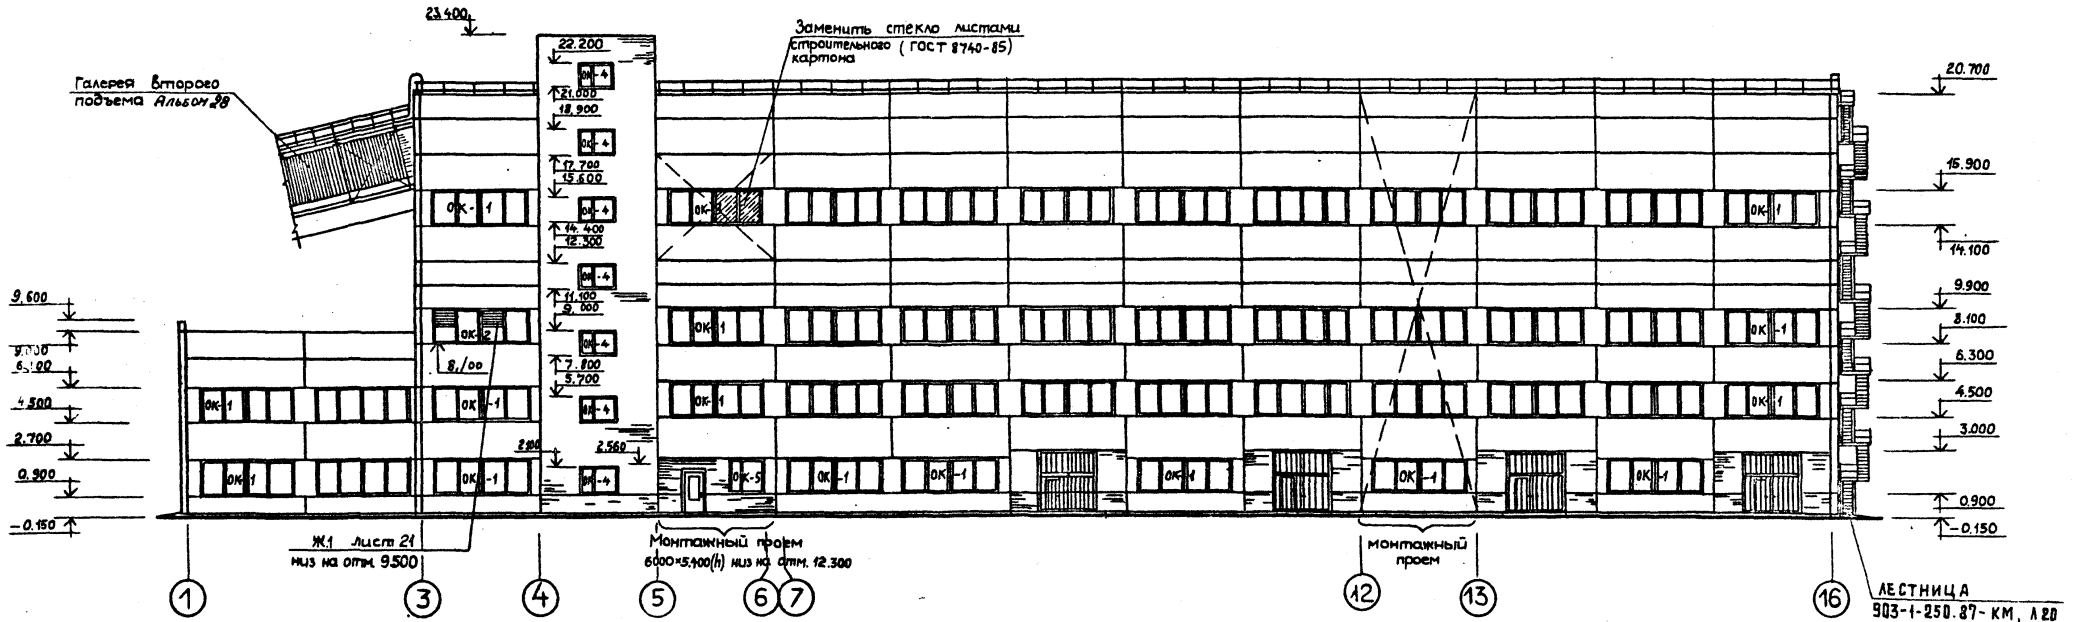 23.400
Заменить стекло листами
строительного (ГОСТ 8740-85)
картона
22.200
ОК-4
Галерея второго
подъема Альбом 9В
20.700
21.000
18.900
ОК-4
17.700
15.600
15.900
ОК-1
ОК-4
ОК-1
14.400
12.300
14.100
ОК-4
9.600
11.100
9.000
9.900
ОК-2
ОК-4
ОК-1
ОК-1
8.100
8.100
7.800
5.700
6.300
4.500
ОК-1
ОК-1
ОК-4
ОК-1
ОК-1
4.500
2.700
2.560
3.000
0.900
ОК-1
ОК-1
ОК-4
ОК-5
ОК-1
ОК-1
ОК-1
ОК-1
ОК-1
0.900
-0.150
-0.150
Ж.1 лист 21
низ на отм. 9.500
Монтажный проем
6000×5.400(h) низ на отм. 12.300
монтажный
проем
1
3
4
5
6
7
12
13
16
ЛЕСТНИЦА
903-1-250.87-КМ, Л 20